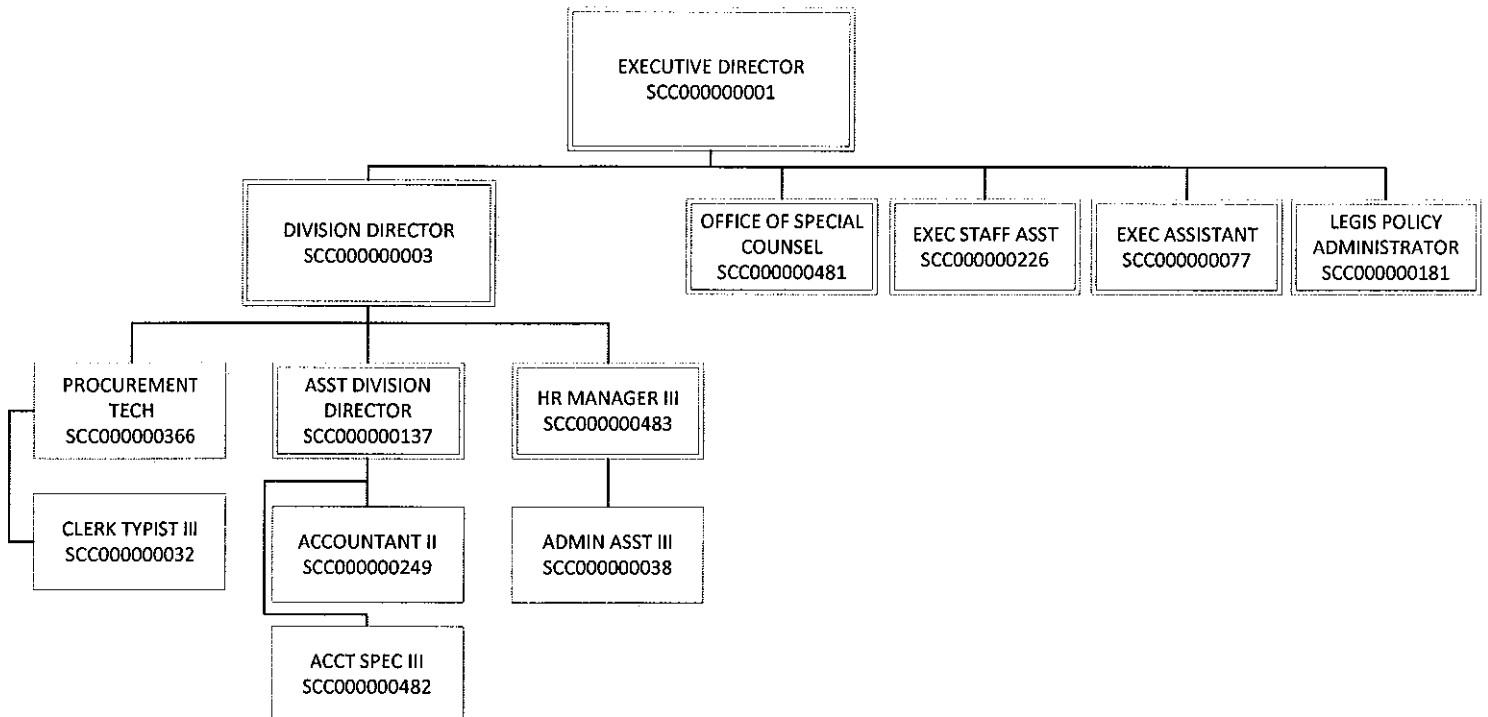 EXECUTIVE DIRECTOR
SCC000000001
DIVISION DIRECTOR
SCC000000003
OFFICE OF SPECIAL
COUNSEL
SCC000000481
EXEC STAFF ASST
SCC000000226
EXEC ASSISTANT
SCC000000077
LEGIS POLICY
ADMINISTRATOR
SCC000000181
PROCUREMENT
TECH
SCC000000366
ASST DIVISION
DIRECTOR
SCC000000137
HR MANAGER III
SCC000000483
CLERK TYPIST III
SCC000000032
ACCOUNTANT II
SCC000000249
ADMIN ASST III
SCC000000038
ACCT SPEC III
SCC000000482